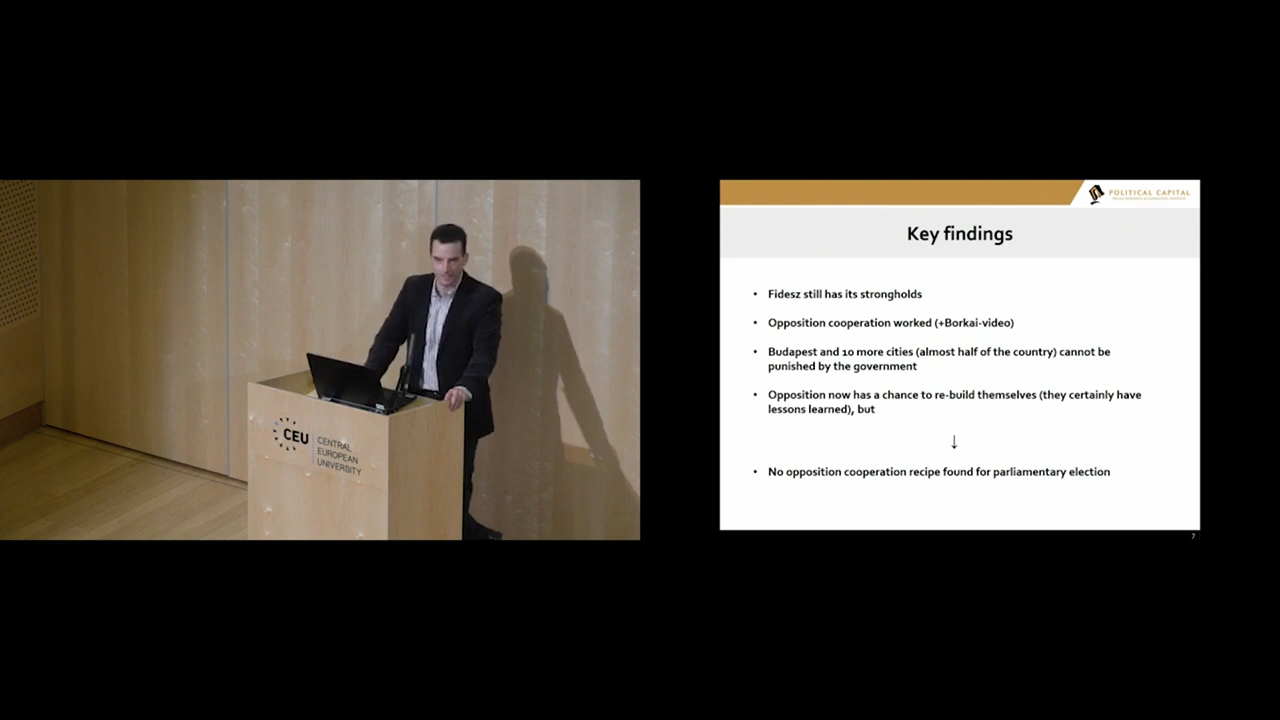 CEU
CENTRAL
EUROPEAN
UNIVERSITY
POLITICAL CAPITAL
Key findings
• Fidesz still has its strongholds
• Opposition cooperation worked (+Borkai-video)
• Budapest and 10 more cities (almost half of the country) cannot be
punished by the government
• Opposition now has a chance to re-build themselves (they certainly have
lessons learned), but
↓
• No opposition cooperation recipe found for parliamentary election
7